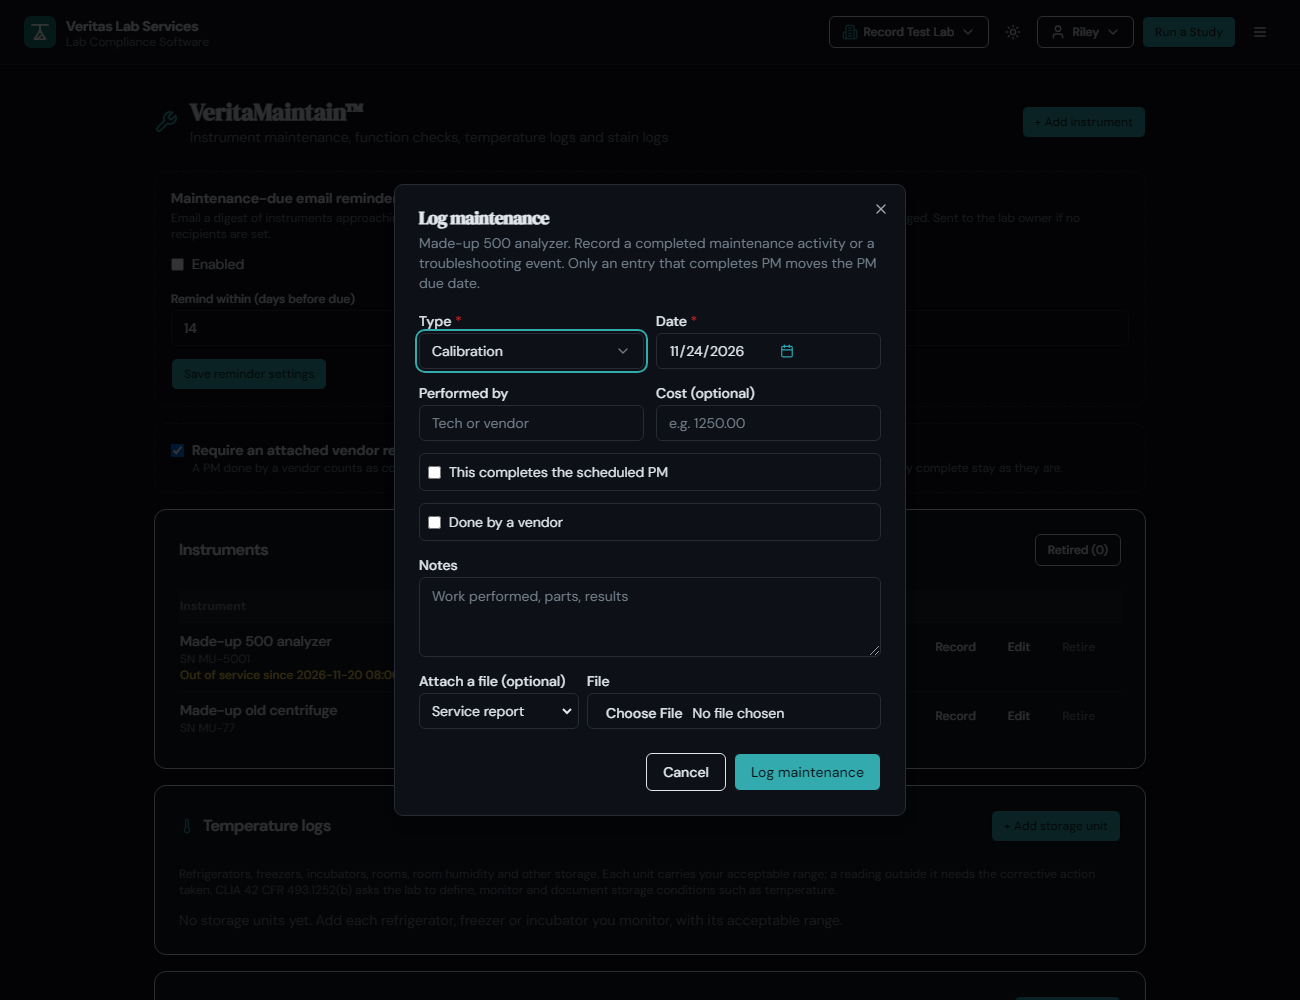 Veritas Lab Services
Lab Compliance Software
Record Test Lab
Riley
Run a Study
VeritaMaintain™
Instrument maintenance, function checks, temperature logs and stain logs
+ Add instrument
Maintenance-due email reminde
Email a digest of instruments approachin
ged. Sent to the lab owner if no
recipients are set.
Enabled
Remind within (days before due)
14
Save reminder settings
Require an attached vendor re
A PM done by a vendor counts as co
y complete stay as they are.
Log maintenance
Made-up 500 analyzer. Record a completed maintenance activity or a
troubleshooting event. Only an entry that completes PM moves the PM
due date.
Type *
Date *
Calibration
11/24/2026
Performed by
Cost (optional)
Tech or vendor
e.g. 1250.00
This completes the scheduled PM
Done by a vendor
Notes
Work performed, parts, results
Attach a file (optional)
File
Service report
Choose File No file chosen
Cancel
Log maintenance
Instruments
Retired (0)
Instrument
Made-up 500 analyzer
SN MU-5001
Out of service since 2026-11-20 08:0
Record
Edit
Retire
Made-up old centrifuge
SN MU-77
Record
Edit
Retire
Temperature logs
+ Add storage unit
Refrigerators, freezers, incubators, rooms, room humidity and other storage. Each unit carries your acceptable range; a reading outside it needs the corrective action
taken. CLIA 42 CFR 493.1252(b) asks the lab to define, monitor and document storage conditions such as temperature.
No storage units yet. Add each refrigerator, freezer or incubator you monitor, with its acceptable range.